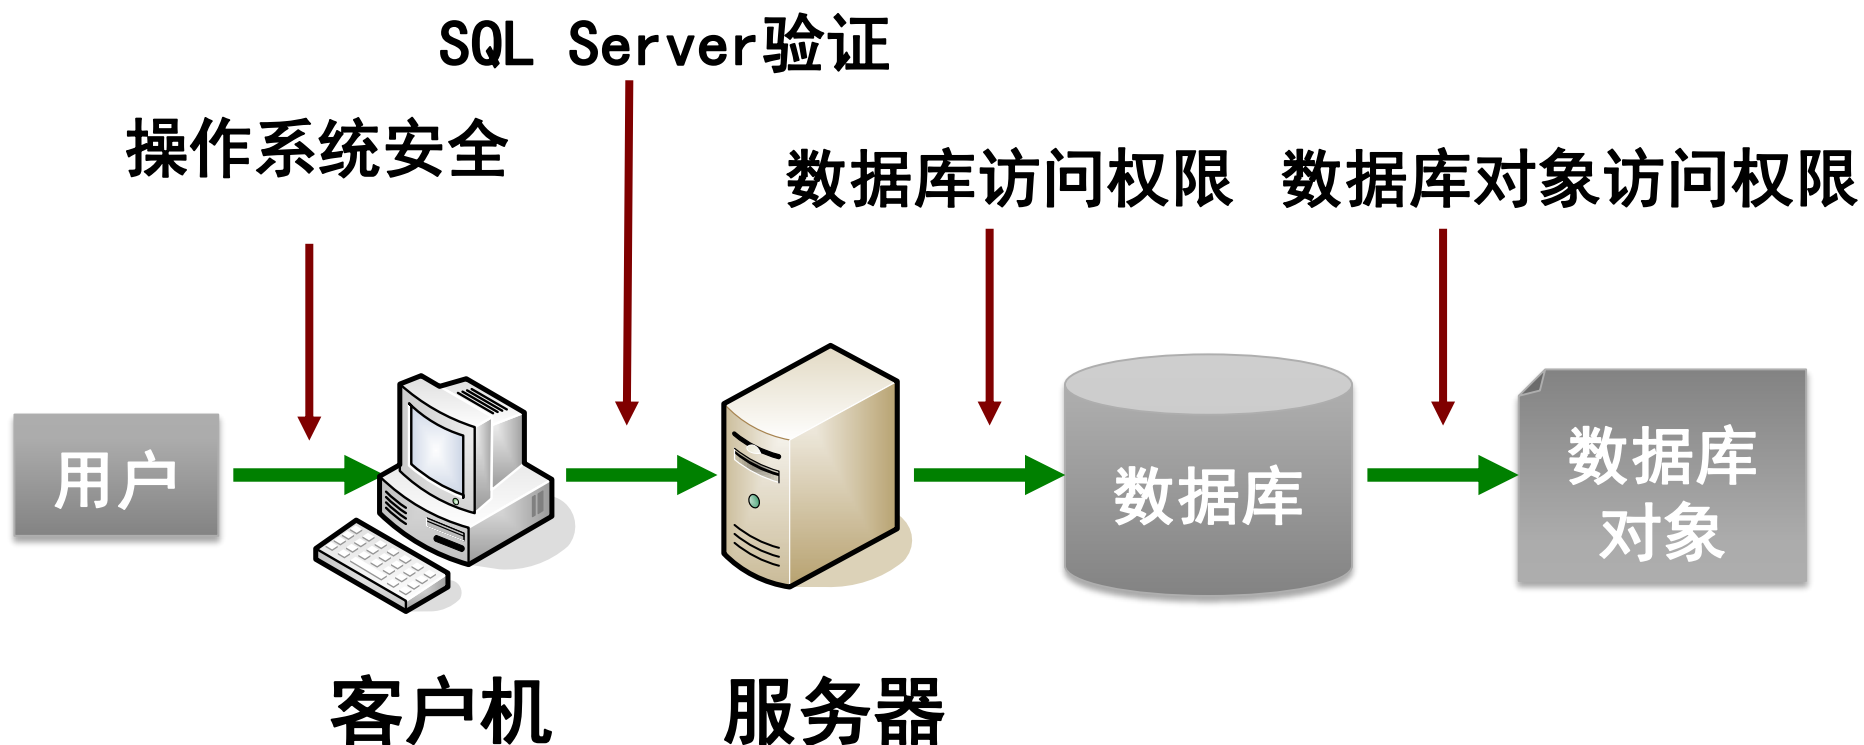 SQL Server验证
操作系统安全
数据库访问权限
数据库对象访问权限
用户
数据库
数据库
对象
客户机
服务器